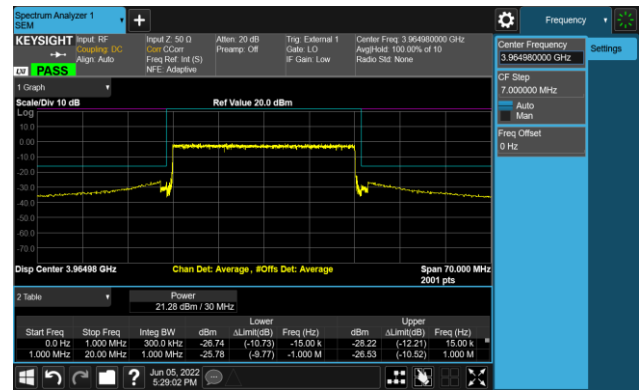 Spectrum Analyzer 1
SEM
+
Frequency
KEYSIGHT
Input: RF
Coupling: DC
Align: Auto
Input Z: 50 Ω
Corr CCorr
Freq Ref: Int (S)
NFE: Adaptive
Atten: 20 dB
Preamp: Off
Trig: External 1
Gate: LO
IF Gain: Low
Center Freq: 3.964980000 GHz
Avg|Hold: 100.00% of 10
Radio Std: None
LXI
PASS
Center Frequency
3.964980000 GHz
Settings
CF Step
7.000000 MHz
Auto
Man
Freq Offset
0 Hz
1 Graph
Scale/Div 10 dB
Ref Value 20.0 dBm
Log
10.0
0.00
-10.0
-20.0
-30.0
-40.0
-50.0
-60.0
-70.0
Disp Center 3.96498 GHz
Chan Det: Average , #Offs Det: Average
Span 70.000 MHz
2001 pts
2 Table
Power
21.28 dBm / 30 MHz
Lower
Upper
Start Freq Stop Freq Integ BW dBm ΔLimit(dB) Freq (Hz) dBm ΔLimit(dB) Freq (Hz)
0.0 Hz 1.000 MHz 300.0 kHz -26.74 (-10.73) -15.00 k -28.22 (-12.21) 15.00 k
1.000 MHz 20.00 MHz 1.000 MHz -25.78 (-9.77) -1.000 M -26.53 (-10.52) 1.000 M
?
Jun 05, 2022
5:29:02 PM